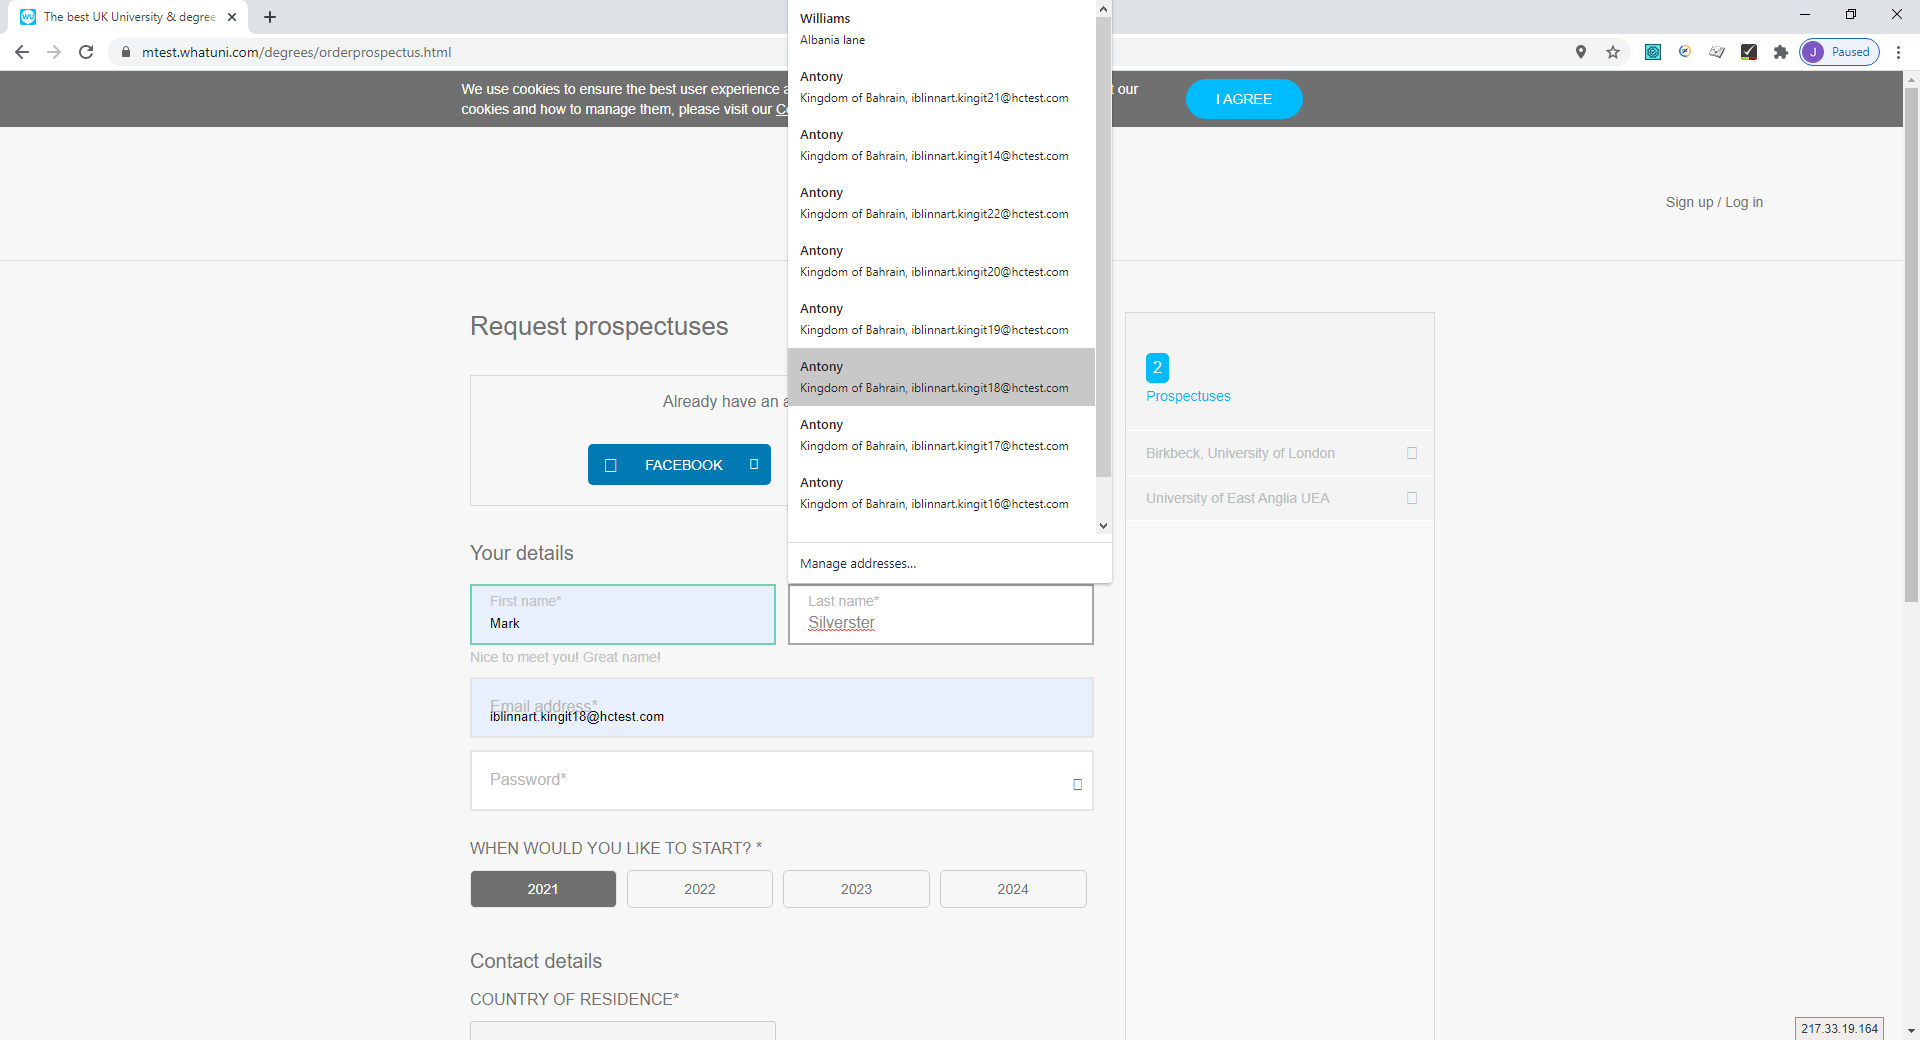 The best UK University & degree
mtest.whatuni.com/degrees/orderprospectus.html
Paused
J
We use cookies to ensure the best user experience a
t our
cookies and how to manage them, please visit our C
I AGREE
Sign up / Log in
Williams
Albania lane
Antony
Kingdom of Bahrain, iblinnart.kingit21@hctest.com
Antony
Kingdom of Bahrain, iblinnart.kingit14@hctest.com
Antony
Kingdom of Bahrain, iblinnart.kingit22@hctest.com
Antony
Kingdom of Bahrain, iblinnart.kingit20@hctest.com
Antony
Kingdom of Bahrain, iblinnart.kingit19@hctest.com
Antony
Kingdom of Bahrain, iblinnart.kingit18@hctest.com
Antony
Kingdom of Bahrain, iblinnart.kingit17@hctest.com
Antony
Kingdom of Bahrain, iblinnart.kingit16@hctest.com
Manage addresses...
Request prospectuses
Already have an a
FACEBOOK
2
Prospectuses
Birkbeck, University of London
University of East Anglia UEA
Your details
First name*
Mark
Last name*
Silverster
Nice to meet you! Great name!
Email address*
iblinnart.kingit18@hctest.com
Password*
WHEN WOULD YOU LIKE TO START? *
2021
2022
2023
2024
Contact details
COUNTRY OF RESIDENCE*
217.33.19.164